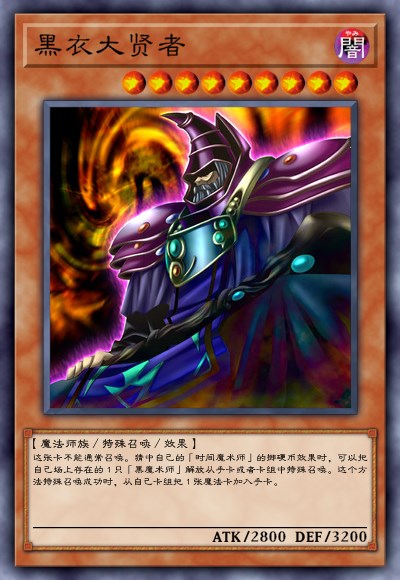 黑衣大贤者
やみ
闇
【魔法师族／特殊召唤／效果】
这张卡不能通常召唤。猜中自己的「时间魔术师」的掷硬币效果时，可以把
自己场上存在的1只「黑魔术师」解放从手卡或者卡组中特殊召唤。这个方
法特殊召唤成功时，从自己卡组把1张魔法卡加入手卡。
ATK/2800 DEF/3200